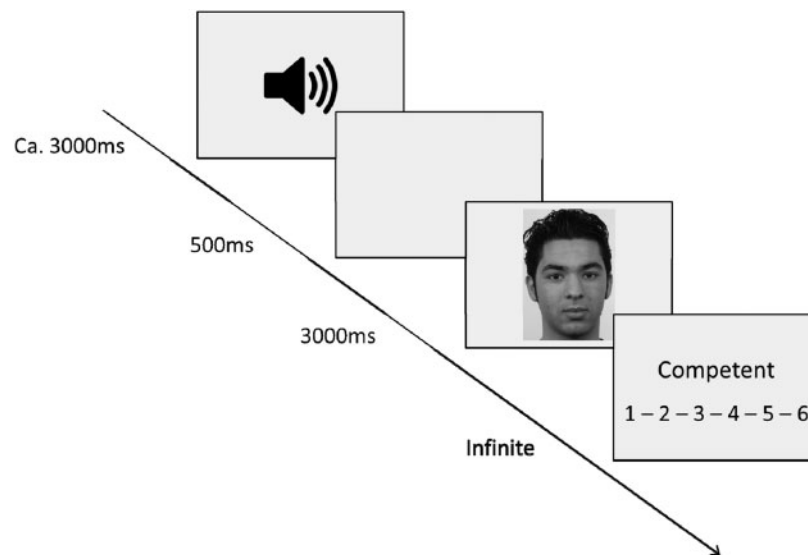 Ca. 3000ms
500ms
3000ms
Competent
1 – 2 – 3 – 4 – 5 – 6
Infinite